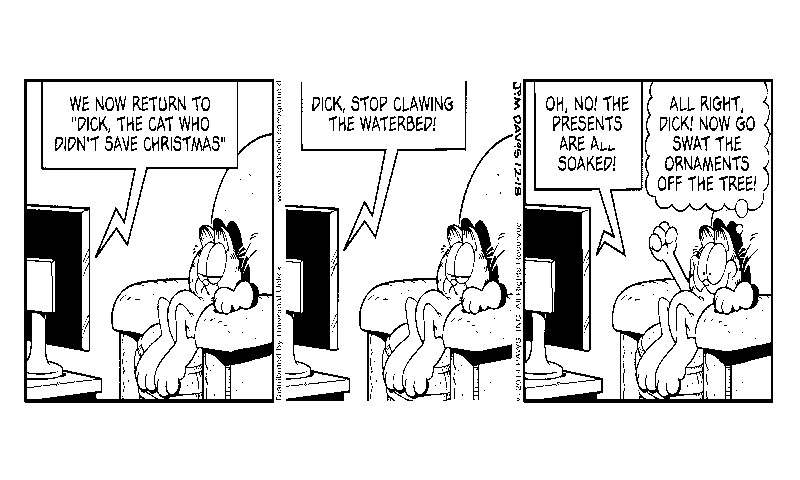 WE NOW RETURN TO
"DICK, THE CAT WHO
DIDN'T SAVE CHRISTMAS"
DICK, STOP CLAWING
THE WATERBED!
JIM DAVIS 12-18
OH, NO! THE
PRESENTS
ARE ALL
SOAKED!
ALL RIGHT,
DICK! NOW GO
SWAT THE
ORNAMENTS
OFF THE TREE!